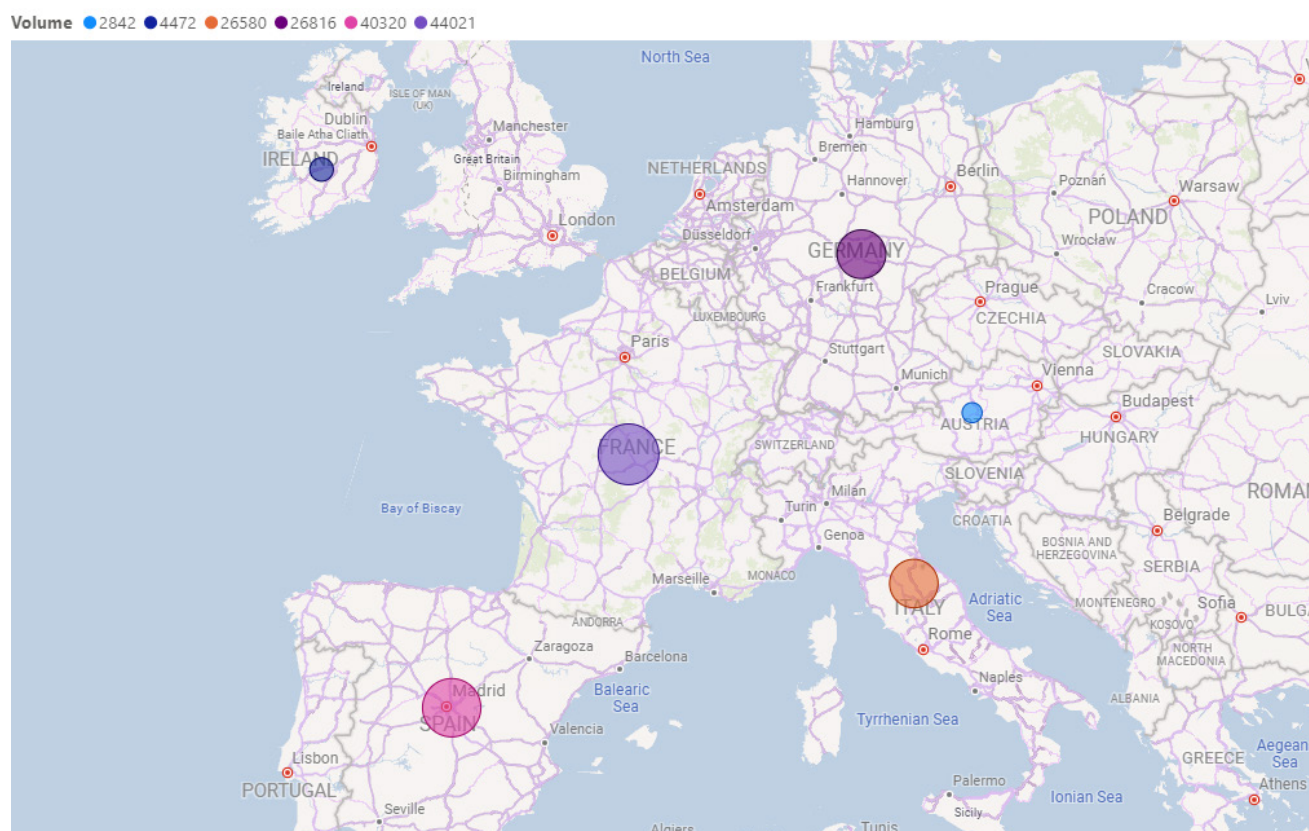 Volume 2842 4472 26580 26816 40320 44021
North Sea
Ireland
ISLE OF MAN
(UK)
Dublin
Baile Atha Cliath
IRELAND
Manchester
Great Britain
Birmingham
London
Hamburg
Bremen
NETHERLANDS
Amsterdam
Hannover
Berlin
Poznań
Warsaw
POLAND
Düsseldorf
GERMANY
Wrocław
BELGIUM
Frankfurt
Prague
Cracow
Lviv
LUXEMBOURG
CZECHIA
Paris
Stuttgart
SLOVAKIA
Munich
Vienna
Budapest
AUSTRIA
HUNGARY
FRANCE
SWITZERLAND
SLOVENIA
Milan
ROMAN
Bay of Biscay
Turin
CROATIA
Belgrade
Genoa
BOSNIA AND
HERZEGOVINA
SERBIA
Marseille
MONACO
ITALY
Adriatic
Sea
MONTENEGRO
Sofia
BULGA
KOSOVO
ANDORRA
Rome
NORTH
MACEDONIA
Zaragoza
Barcelona
Madrid
SPAIN
Balearic
Sea
Naples
ALBANIA
Tyrrhenian Sea
Valencia
Lisbon
PORTUGAL
GREECE
Aegean
Sea
Palermo
Athens
Ionian Sea
Seville
Sicily
Algiers
Tunis